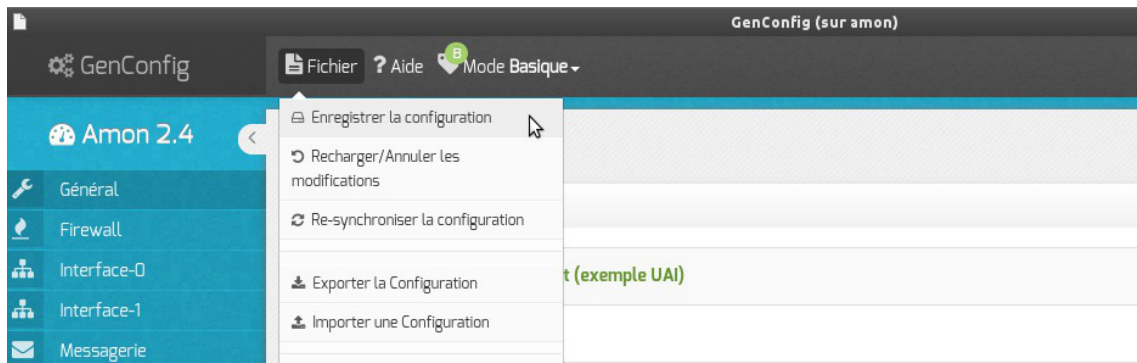 GenConfig (sur amon)
GenConfig
Fichier ? Aide B Mode Basique
Amon 2.4
Enregistrer la configuration
Recharger/Annuler les
modifications
Re-synchroniser la configuration
Exporter la Configuration
Importer une Configuration
Général
Firewall
Interface-0
Interface-1
Messagerie
t (exemple UAI)